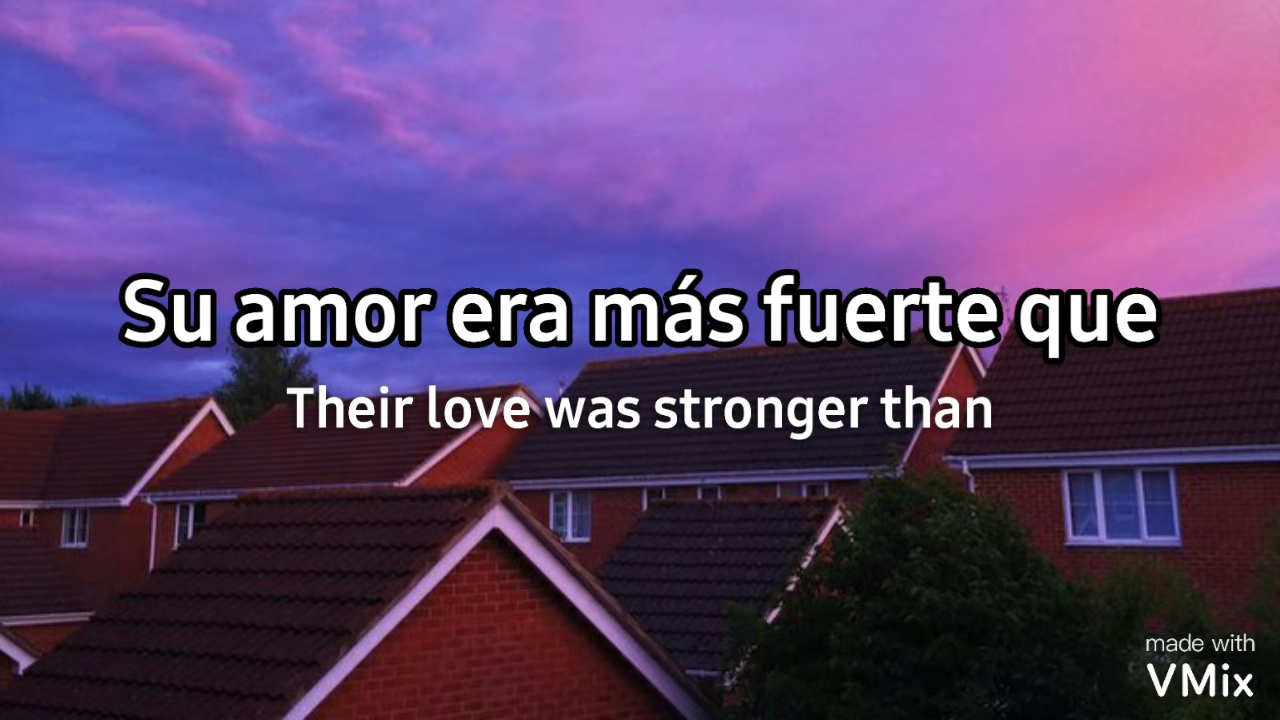 Su amor era más fuerte que
Their love was stronger than
made with
VMix